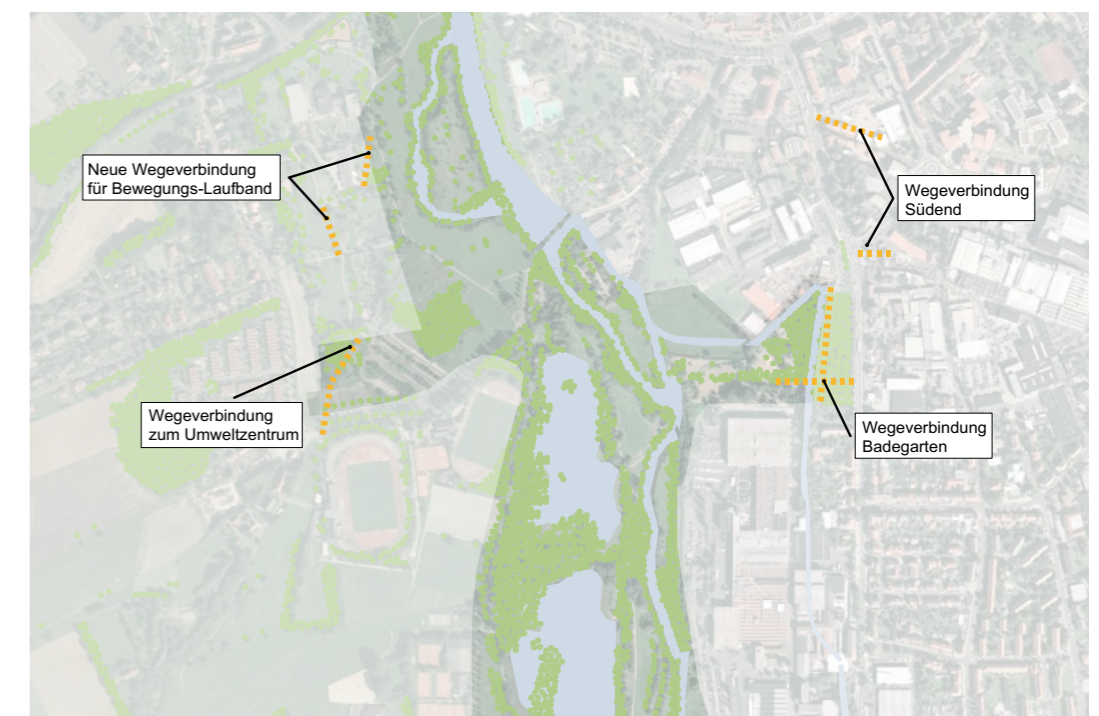 Neue Wegeverbindung
für Bewegungs-Laufband
Wegeverbindung
Südend
Wegeverbindung
zum Umweltzentrum
Wegeverbindung
Badegarten